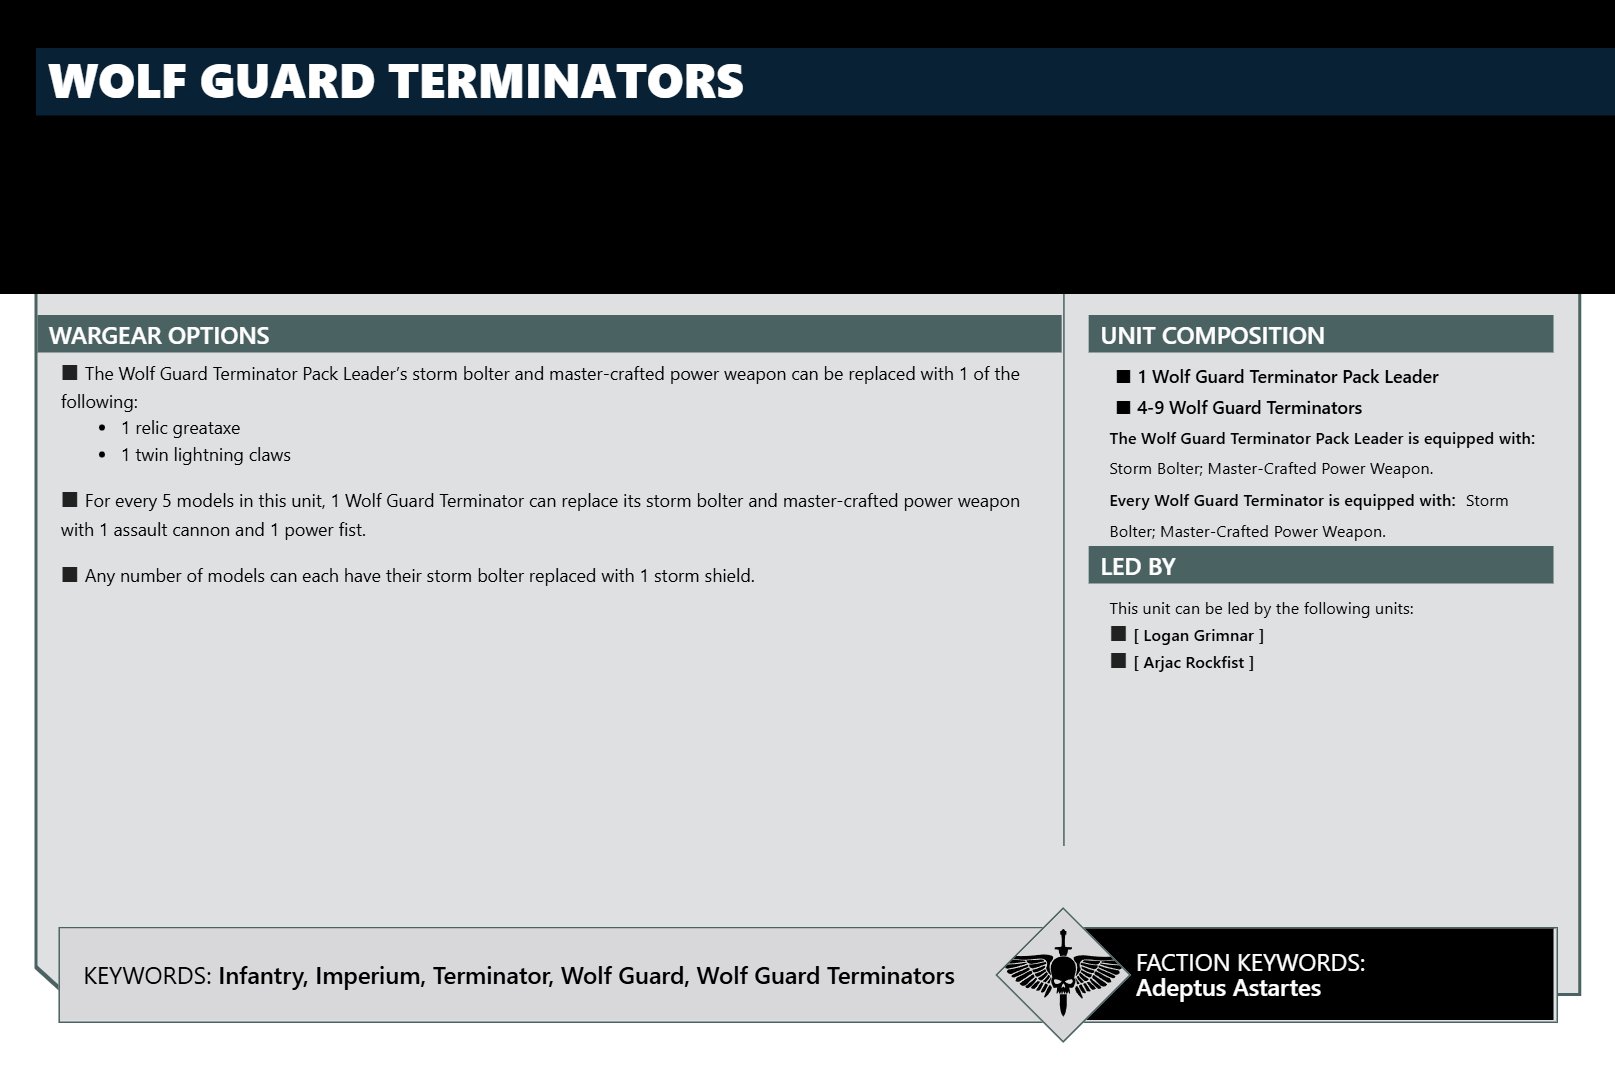 WOLF GUARD TERMINATORS
WARGEAR OPTIONS
■ The Wolf Guard Terminator Pack Leader’s storm bolter and master-crafted power weapon can be replaced with 1 of the
following:
• 1 relic greataxe
• 1 twin lightning claws
■ For every 5 models in this unit, 1 Wolf Guard Terminator can replace its storm bolter and master-crafted power weapon
with 1 assault cannon and 1 power fist.
■ Any number of models can each have their storm bolter replaced with 1 storm shield.
UNIT COMPOSITION
■ 1 Wolf Guard Terminator Pack Leader
■ 4-9 Wolf Guard Terminators
The Wolf Guard Terminator Pack Leader is equipped with:
Storm Bolter; Master-Crafted Power Weapon.
Every Wolf Guard Terminator is equipped with: Storm
Bolter; Master-Crafted Power Weapon.
LED BY
This unit can be led by the following units:
■ [ Logan Grimnar ]
■ [ Arjac Rockfist ]
KEYWORDS: Infantry, Imperium, Terminator, Wolf Guard, Wolf Guard Terminators
FACTION KEYWORDS:
Adeptus Astartes